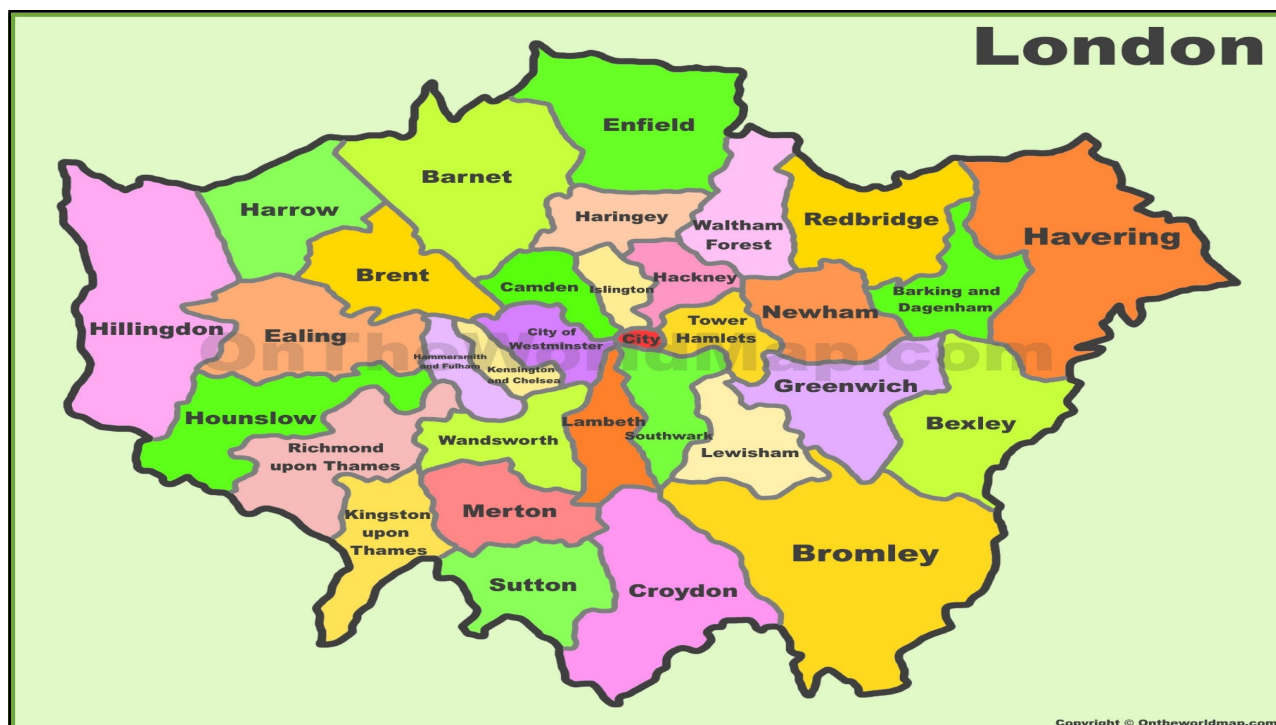 London
Enfield
Barnet
Harrow
Haringey
Waltham
Forest
Redbridge
Havering
Brent
Camden
Islington
Hackney
Barking and
Dagenham
Hillingdon
Ealing
City of
Westminster
City
Tower
Hamlets
Newham
OnTheWorldMap.com
Hammersmith
and Fulham
Kensington
and Chelsea
Greenwich
Hounslow
Richmond
upon Thames
Wandsworth
Lambeth
Southwark
Lewisham
Bexley
Kingston
upon
Thames
Merton
Bromley
Sutton
Croydon
Copyright © Ontheworldmap.com